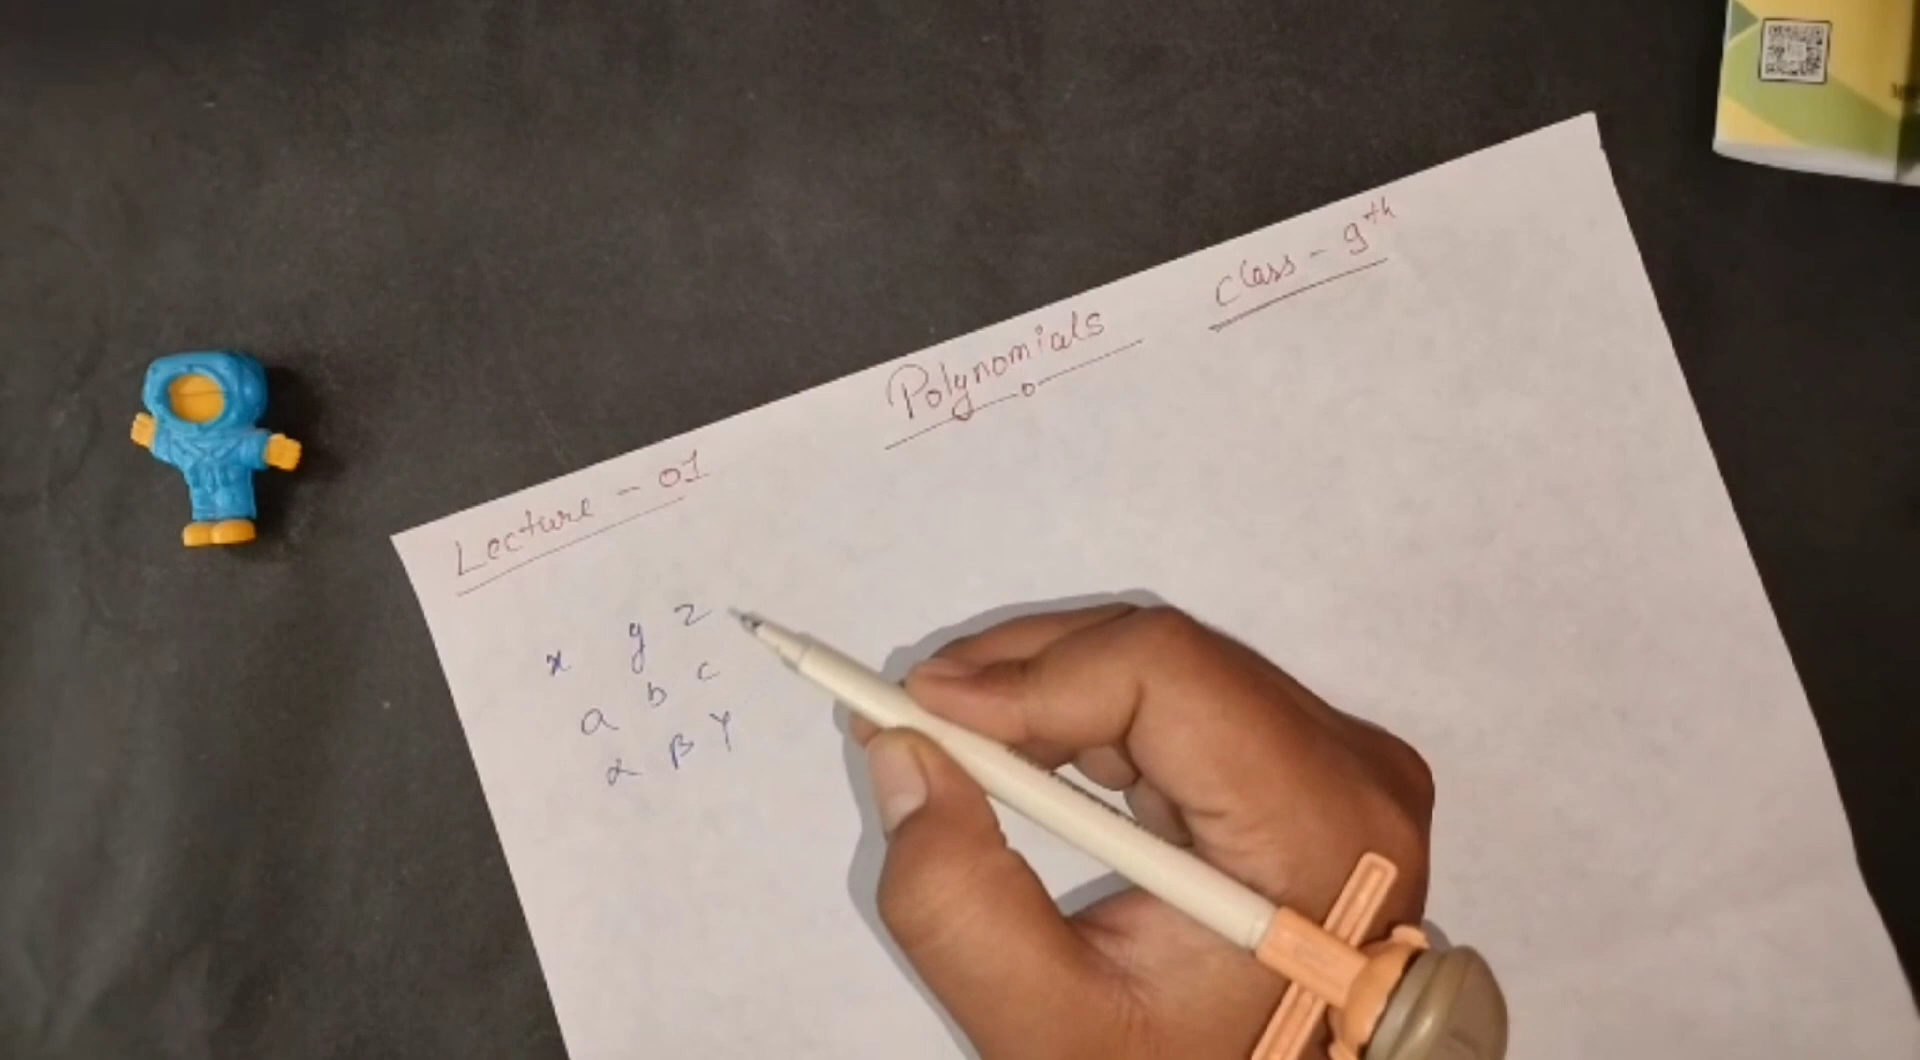 Lecture - 01
Polynomials
Class - 9th
x y z
a b c
α β γ